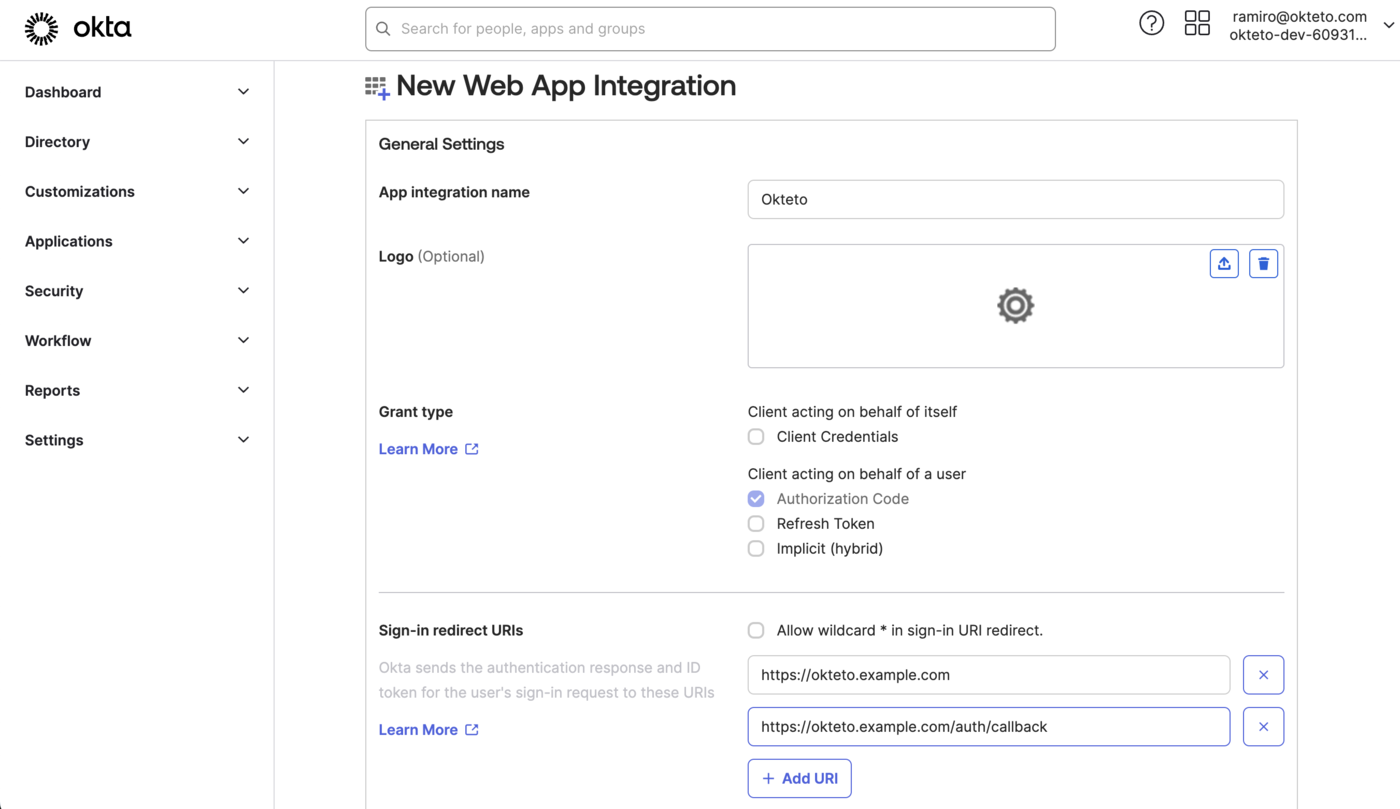 okta
Search for people, apps and groups
ramiro@okteto.com
okteto-dev-60931...
Dashboard
Directory
Customizations
Applications
Security
Workflow
Reports
Settings
New Web App Integration
General Settings
App integration name
Okteto
Logo (Optional)
Grant type
Learn More
Client acting on behalf of itself
Client Credentials
Client acting on behalf of a user
Authorization Code
Refresh Token
Implicit (hybrid)
Sign-in redirect URIs
Okta sends the authentication response and ID
token for the user's sign-in request to these URIs
Learn More
Allow wildcard * in sign-in URI redirect.
https://okteto.example.com
https://okteto.example.com/auth/callback
+ Add URI